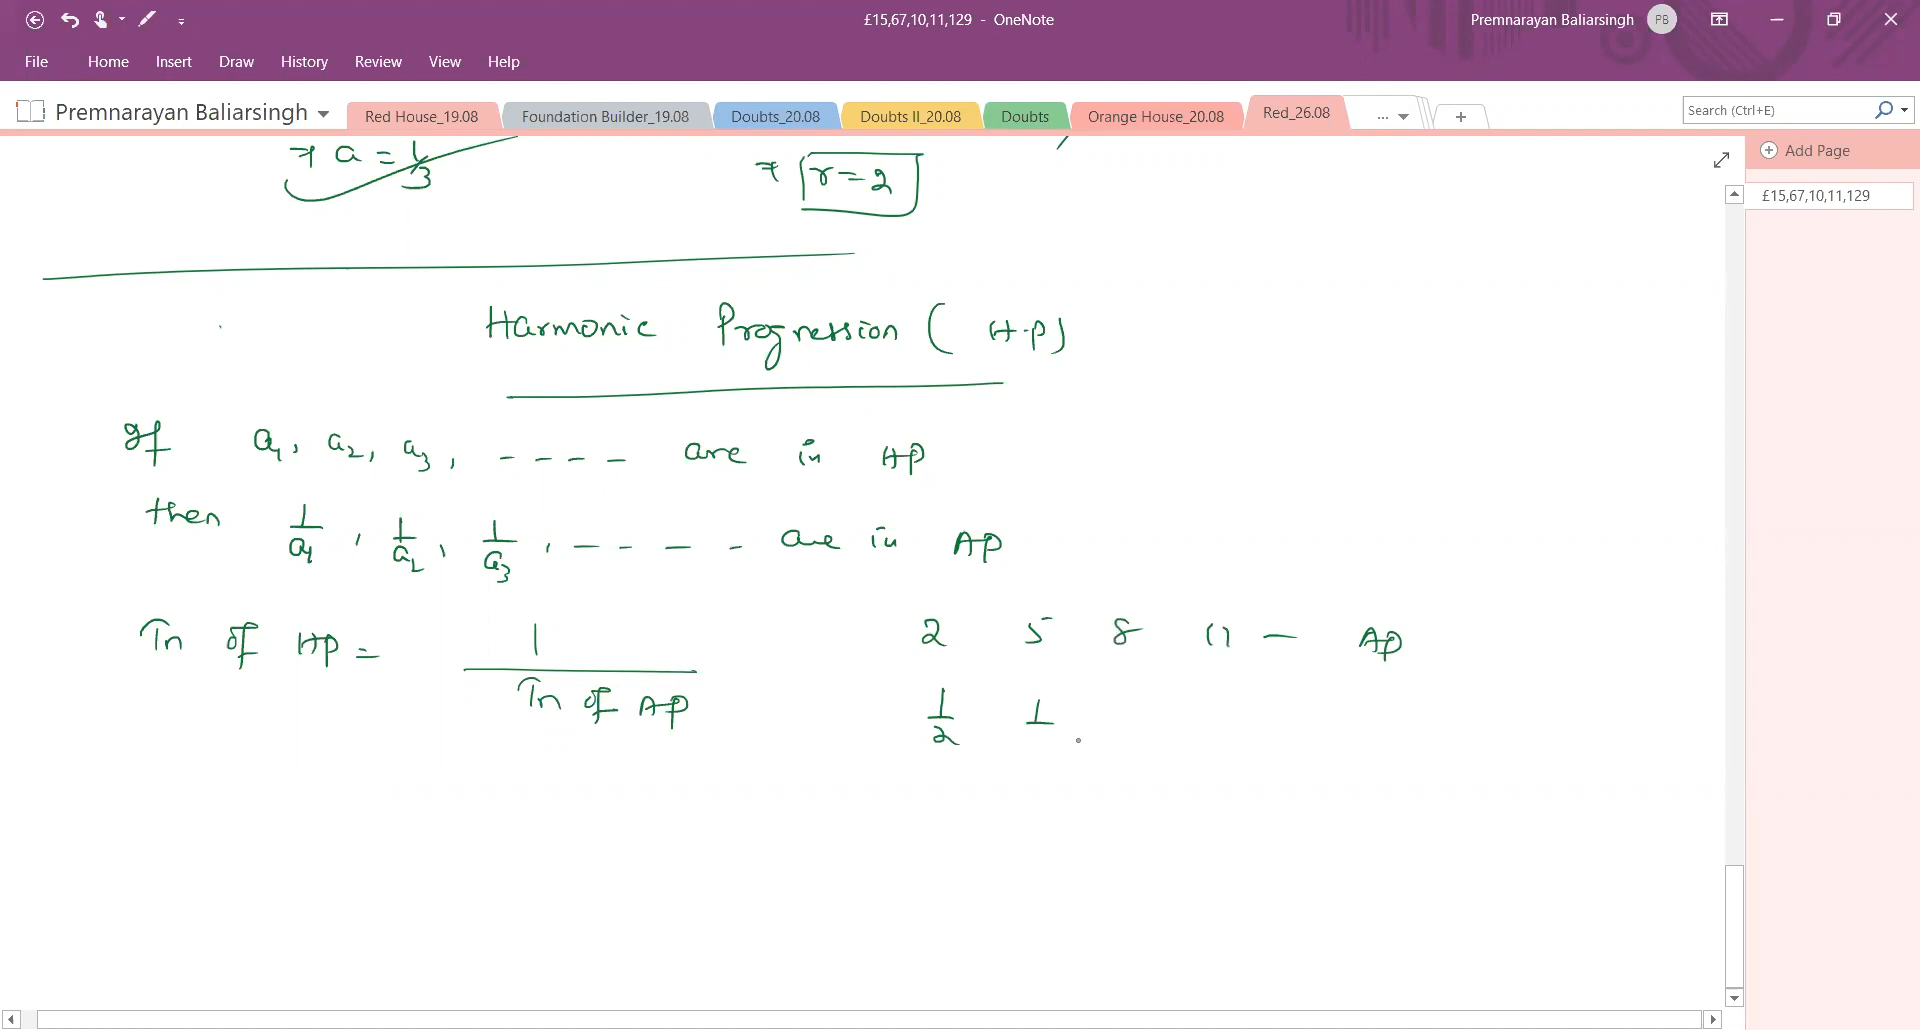 £15,67,10,11,129 - OneNote
Premnarayan Baliarsingh PB
File Home Insert Draw History Review View Help
Premnarayan Baliarsingh Red House_19.08 Foundation Builder_19.08 Doubts_20.08 Doubts II_20.08 Doubts Orange House_20.08 Red_26.08 ... + Search (Ctrl+E)
Add Page
£15,67,10,11,129
⇒ a = 1/3
⇒ r = 2
Harmonic Progression (H.P)
If a1, a2, a3, ---- are in HP
then 1/a1, 1/a2, 1/a3, ---- are in AP
Tn of HP = 1/Tn of AP
2 5 8 11 — AP
1/2 1